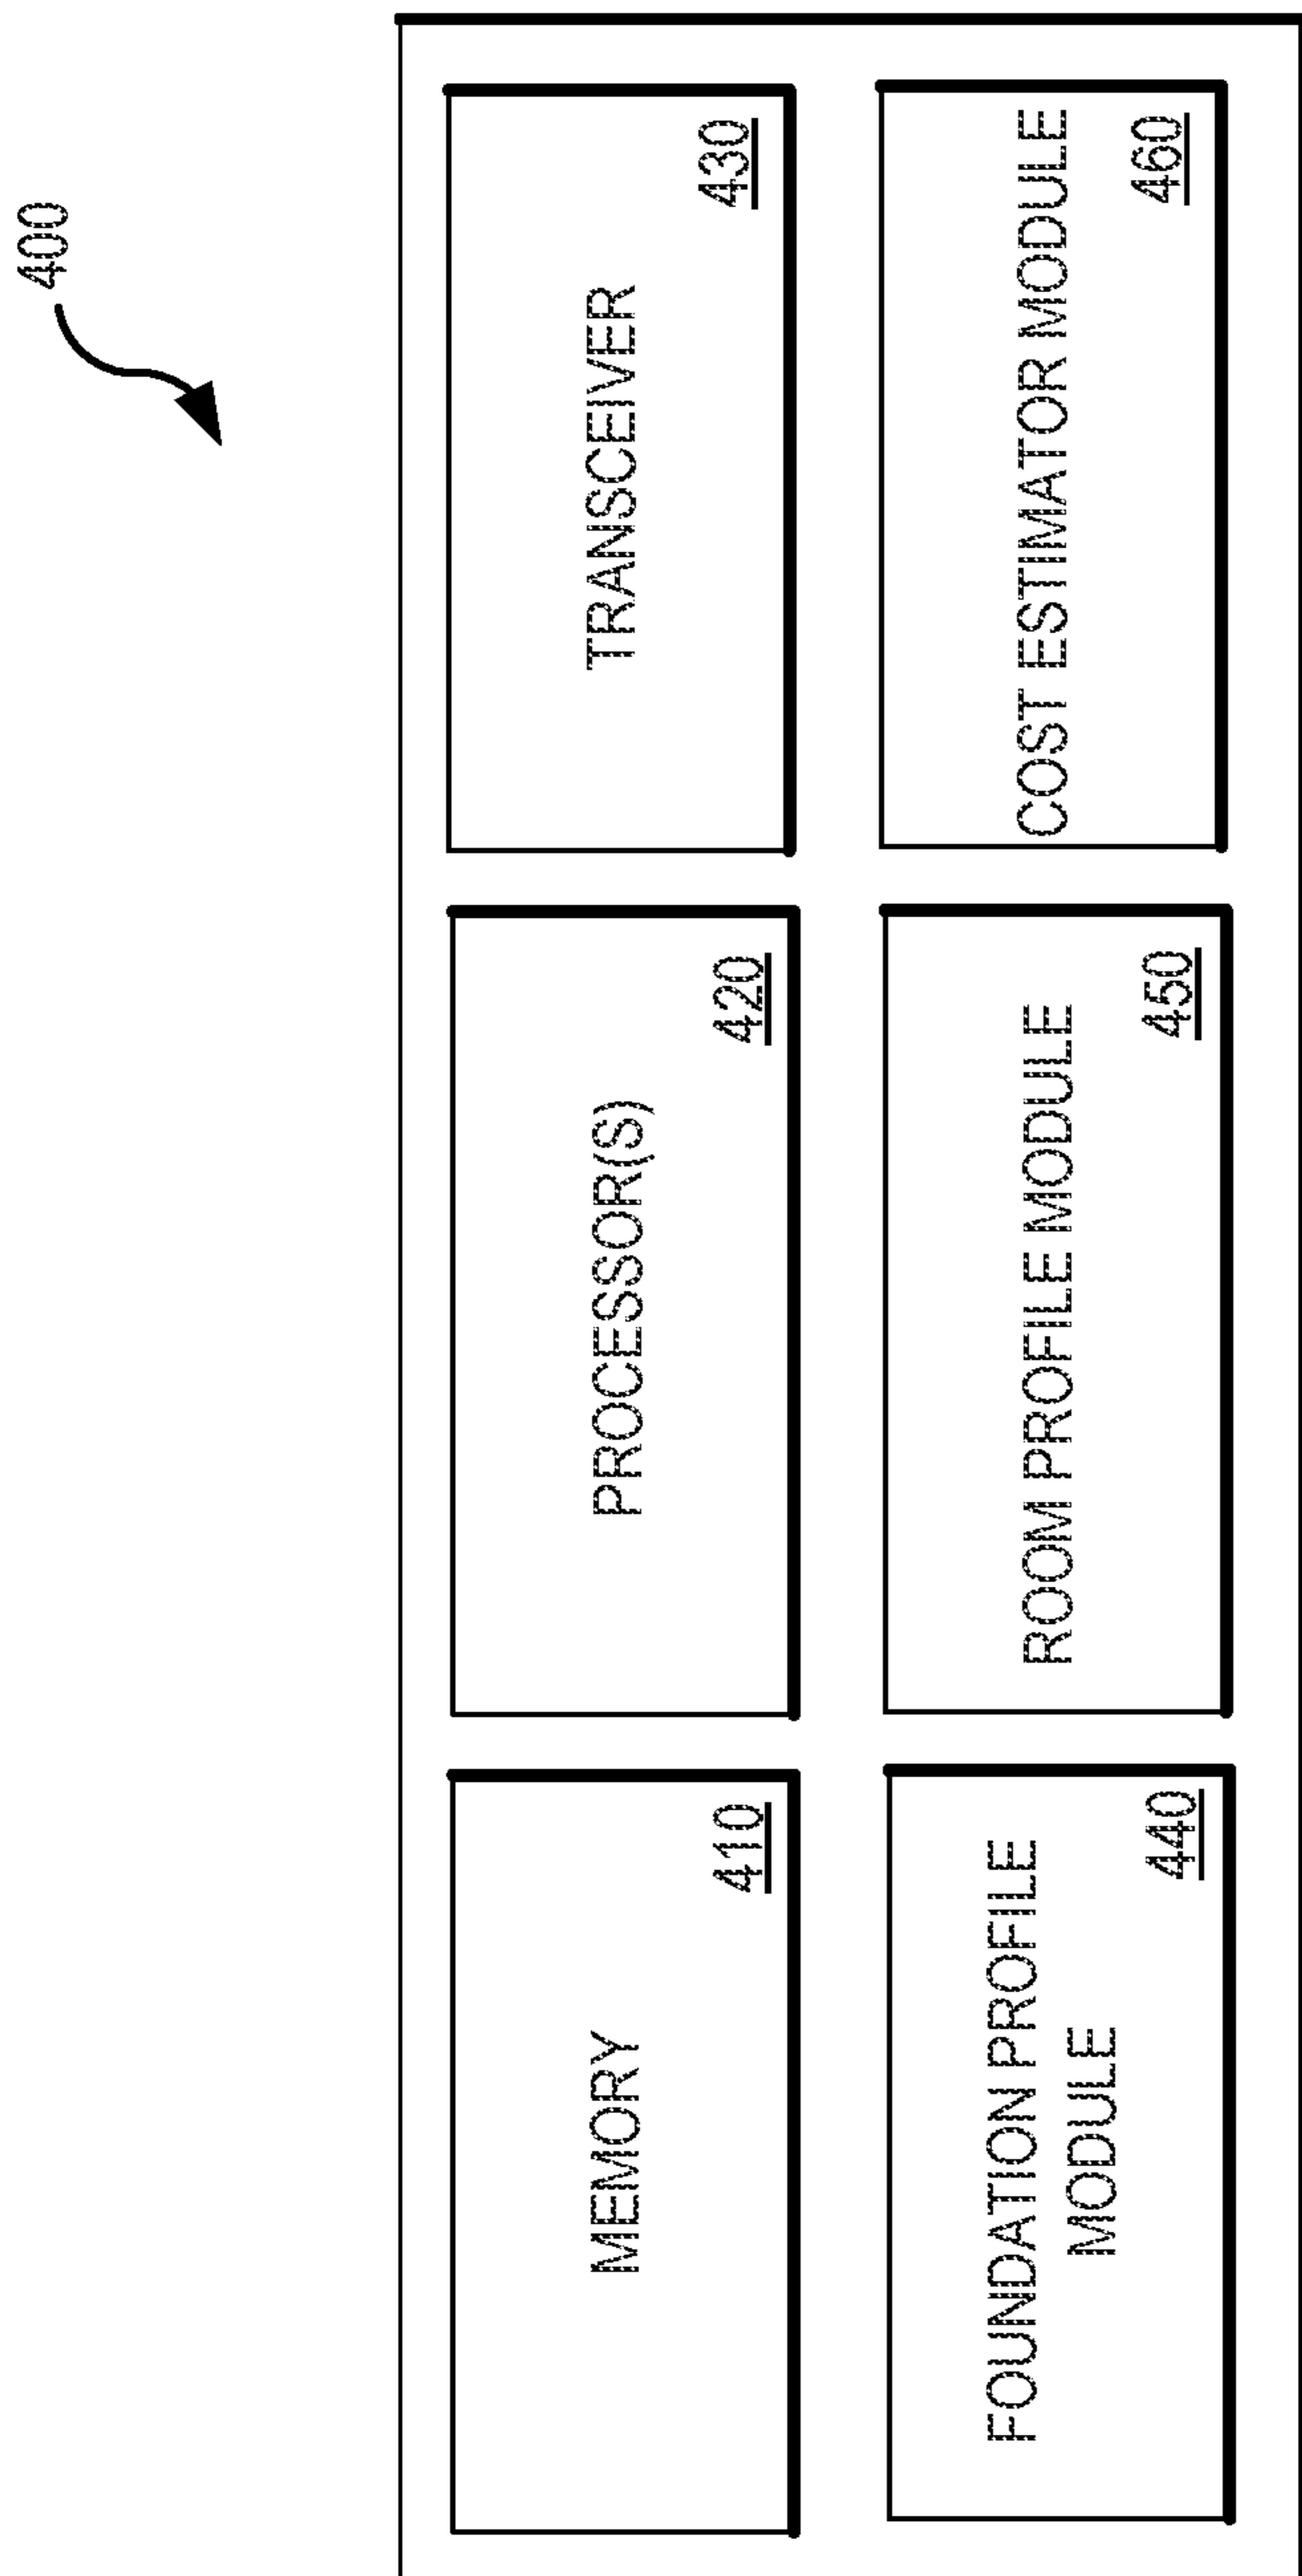 400
MEMORY
410
PROCESSOR(S)
420
TRANSCEIVER
430
FOUNDATION PROFILE
MODULE
440
ROOM PROFILE MODULE
450
COST ESTIMATOR MODULE
460